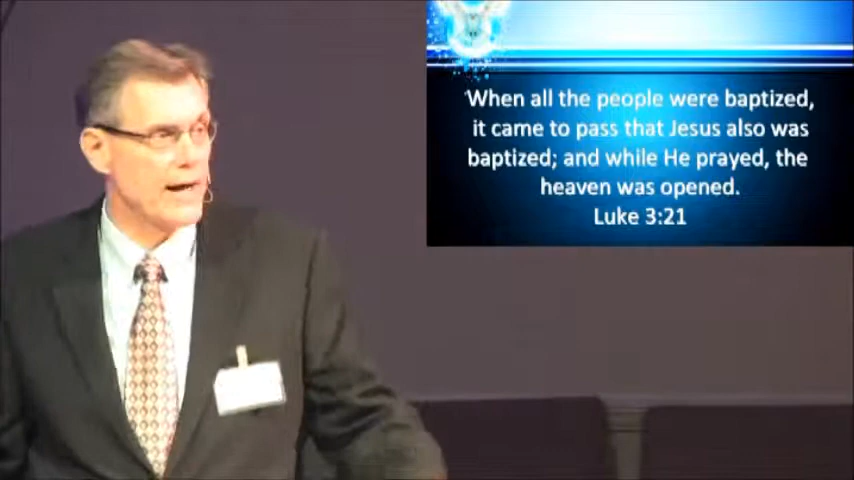 When all the people were baptized,
it came to pass that Jesus also was
baptized; and while He prayed, the
heaven was opened.
Luke 3:21